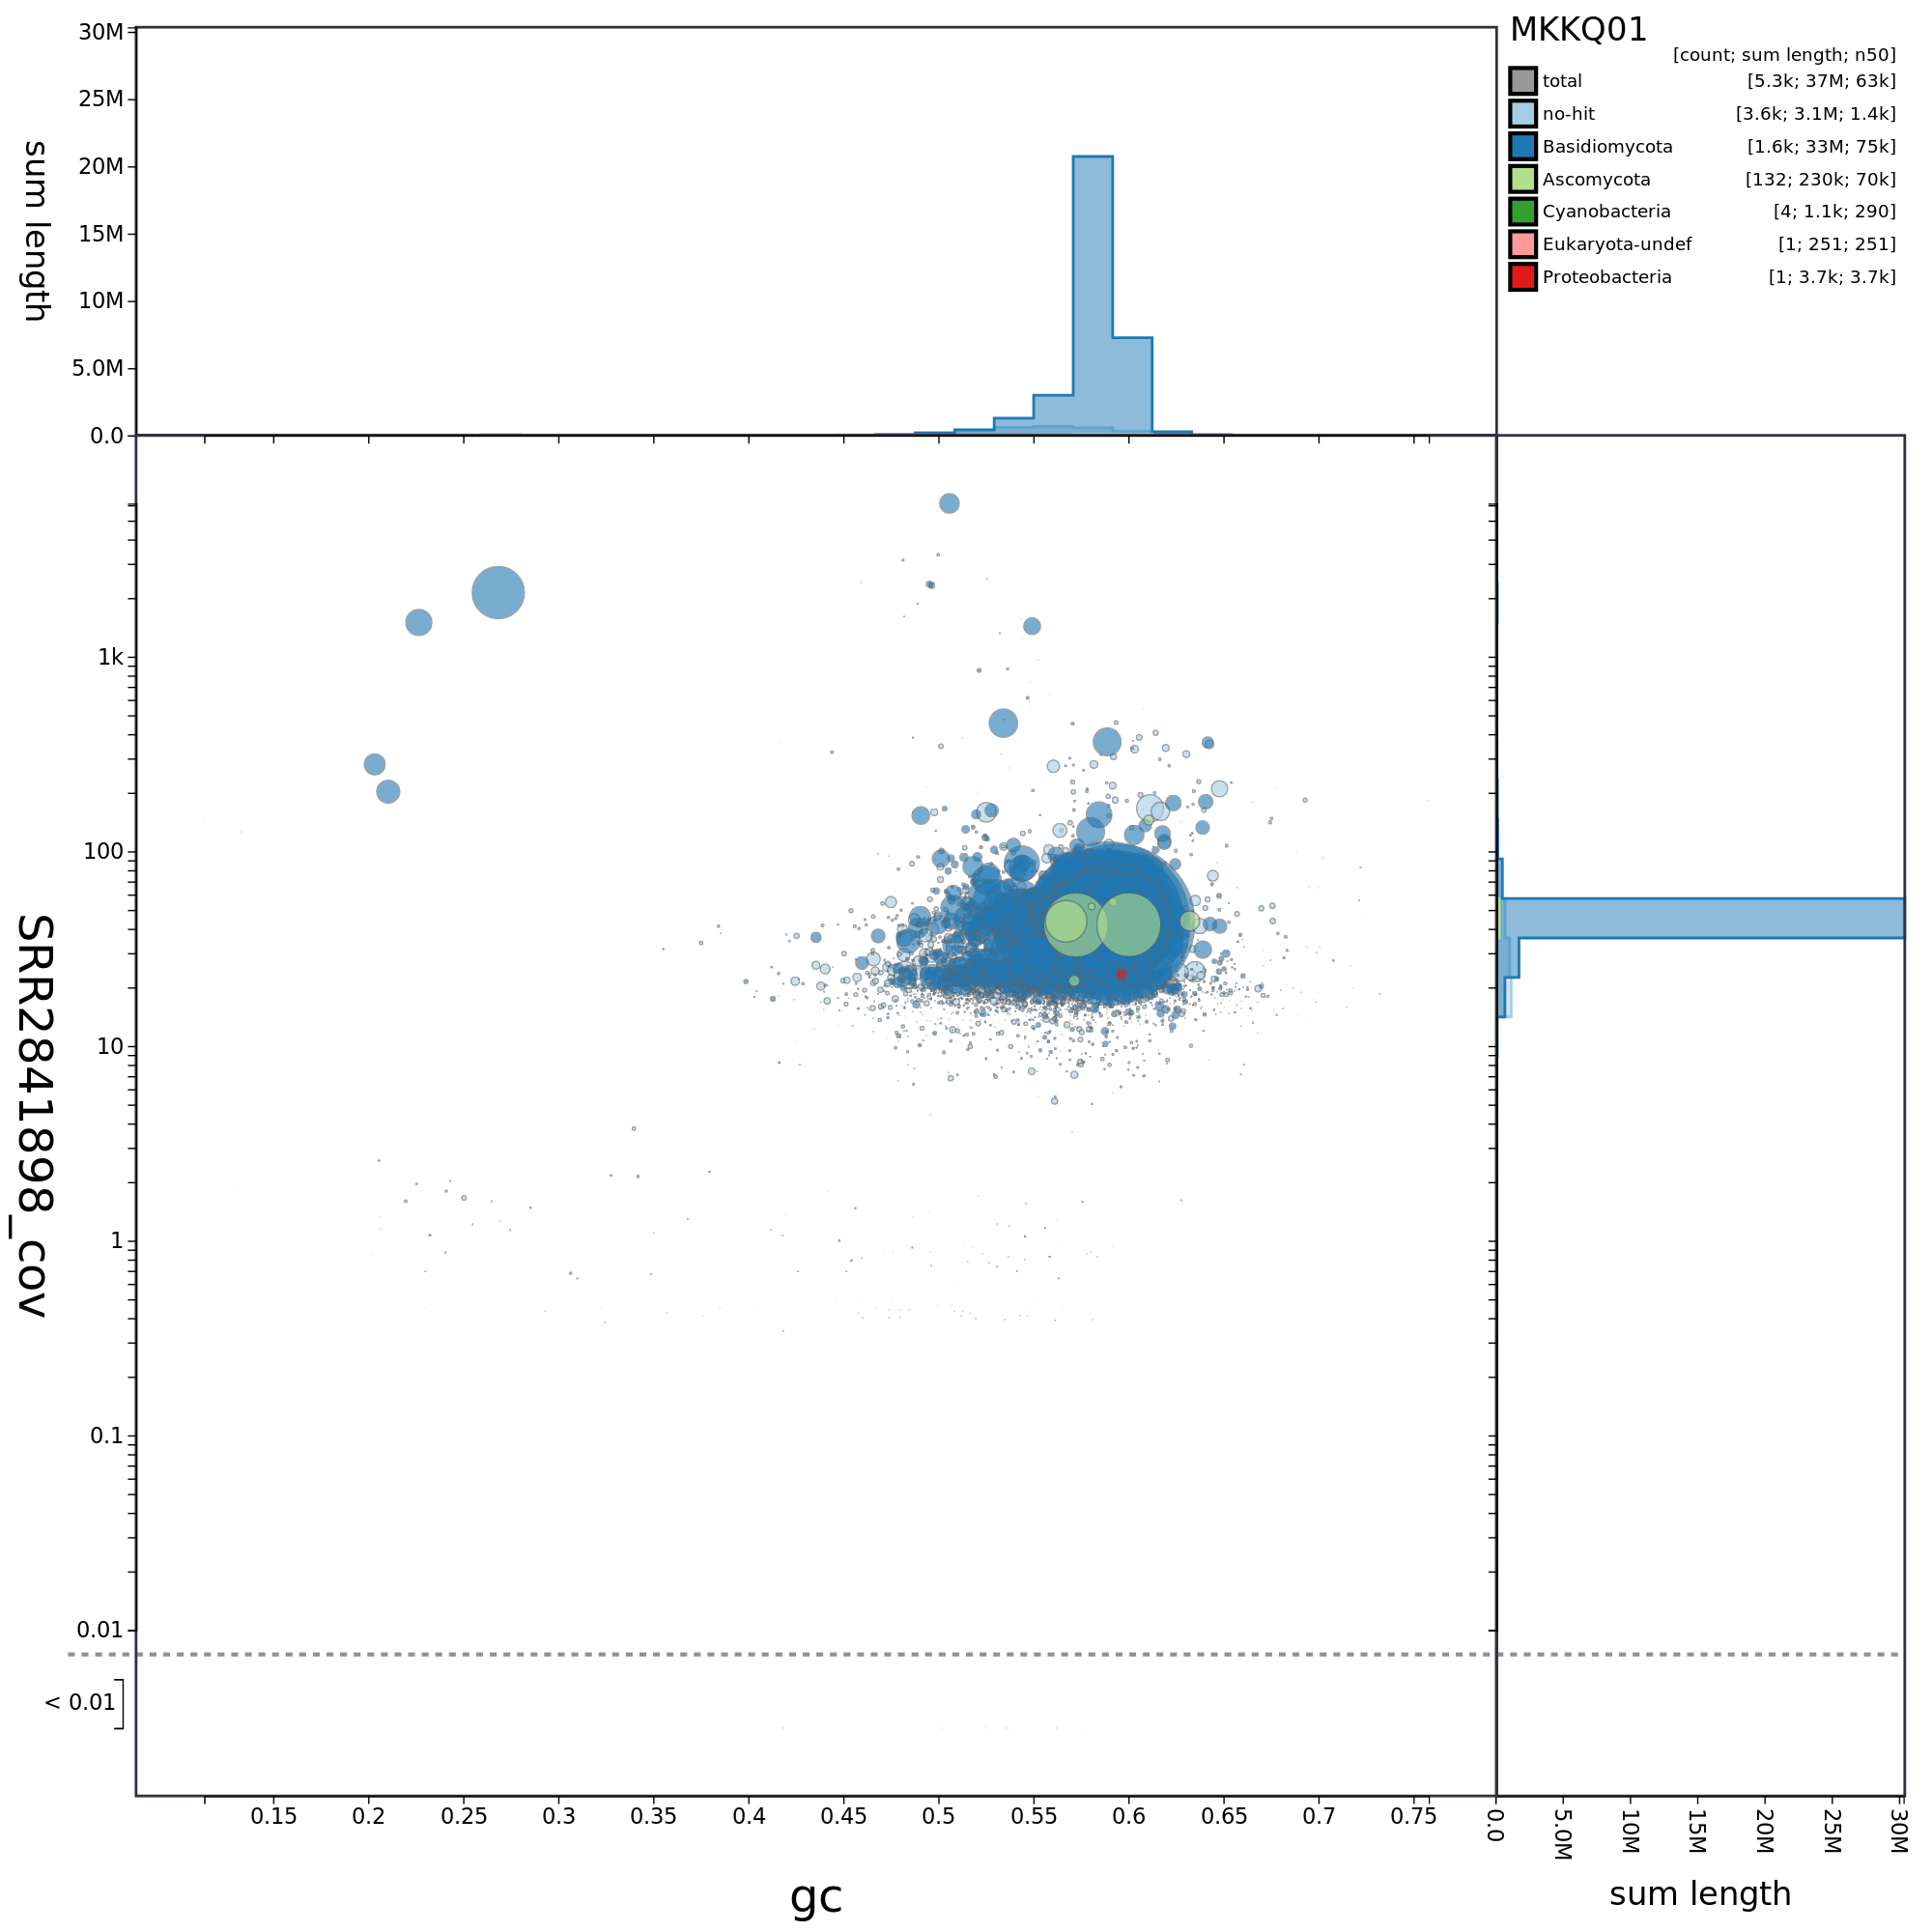 MKKQ01
[count; sum length; n50]
total [5.3k; 37M; 63k]
no-hit [3.6k; 3.1M; 1.4k]
Basidiomycota [1.6k; 33M; 75k]
Ascomycota [132; 230k; 70k]
Cyanobacteria [4; 1.1k; 290]
Eukaryota-undef [1; 251; 251]
Proteobacteria [1; 3.7k; 3.7k]
30M
25M
20M
15M
10M
5.0M
0.0
sum length
1k
100
10
1
0.1
0.01
< 0.01
SRR2841898_cov
0.15 0.2 0.25 0.3 0.35 0.4 0.45 0.5 0.55 0.6 0.65 0.7 0.75
gc
0.0 5.0M 10M 15M 20M 25M 30M
sum length